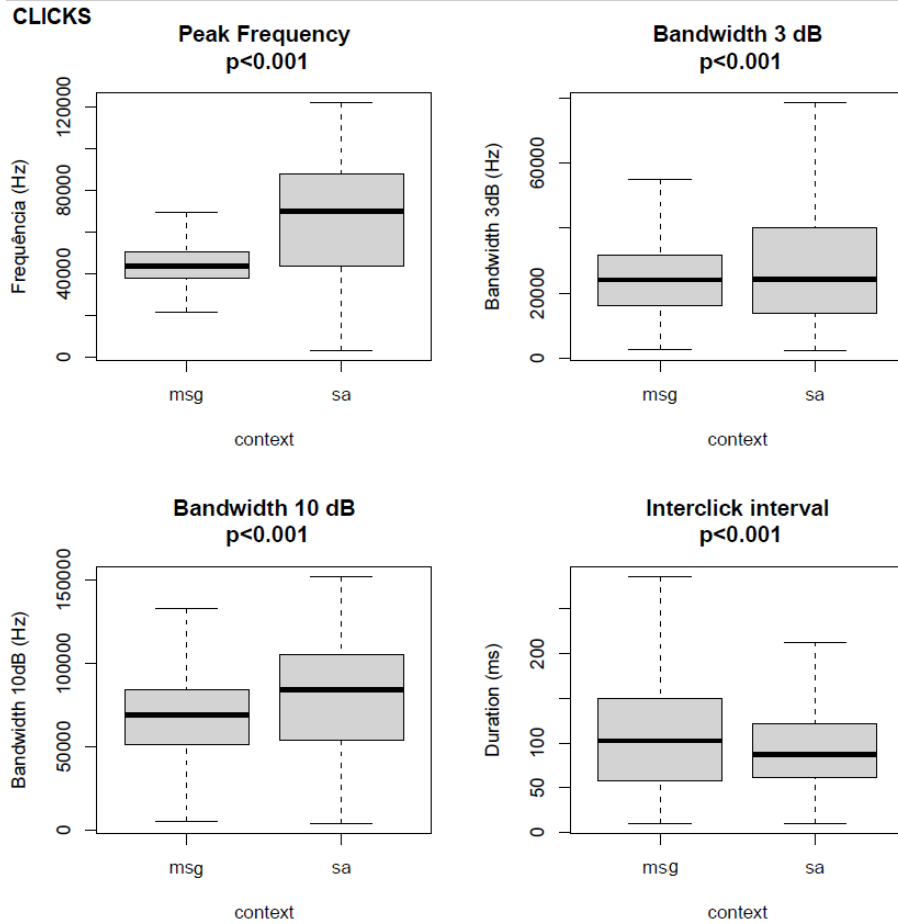 CLICKS
Peak Frequency
p<0.001
Frequência (Hz)
120000
80000
40000
0
msg
sa
context
Bandwidth 3 dB
p<0.001
Bandwidth 3dB (Hz)
60000
20000
0
msg
sa
context
Bandwidth 10 dB
p<0.001
Bandwidth 10dB (Hz)
150000
100000
50000
0
msg
sa
context
Interclick interval
p<0.001
Duration (ms)
200
100
50
0
msg
sa
context